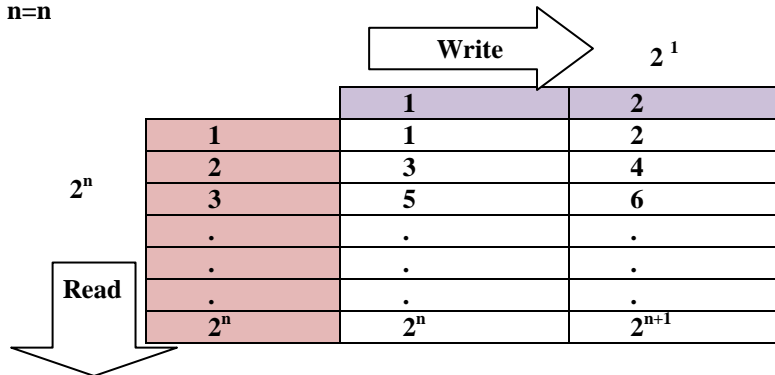 n=n
Write 2 ¹
1 2
1 1 2
2 3 4
2ⁿ 3 5 6
. . .
. . .
Read . . .
2ⁿ 2ⁿ 2ⁿ⁺¹